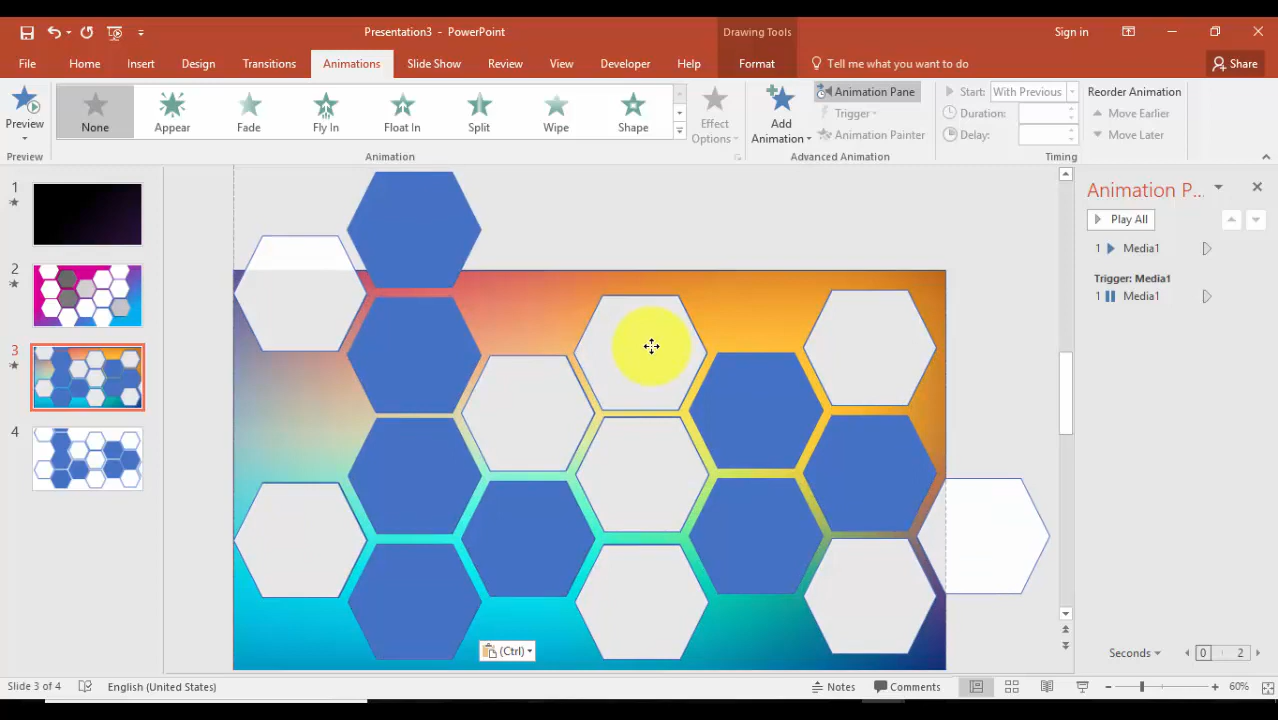 Presentation3 - PowerPoint
Drawing Tools
Sign in
File
Home
Insert
Design
Transitions
Animations
Slide Show
Review
View
Developer
Help
Format
Tell me what you want to do
Share
Preview
None
Appear
Fade
Fly In
Float In
Split
Wipe
Shape
Effect
Options
Add
Animation
Animation Pane
Trigger
Animation Painter
Start: With Previous
Duration:
Delay:
Reorder Animation
Move Earlier
Move Later
Preview
Animation
Advanced Animation
Timing
1
2
3
4
(Ctrl)
Animation P...
Play All
1 Media1
Trigger: Media1
1 Media1
Seconds
0
2
Slide 3 of 4
English (United States)
Notes
Comments
60%